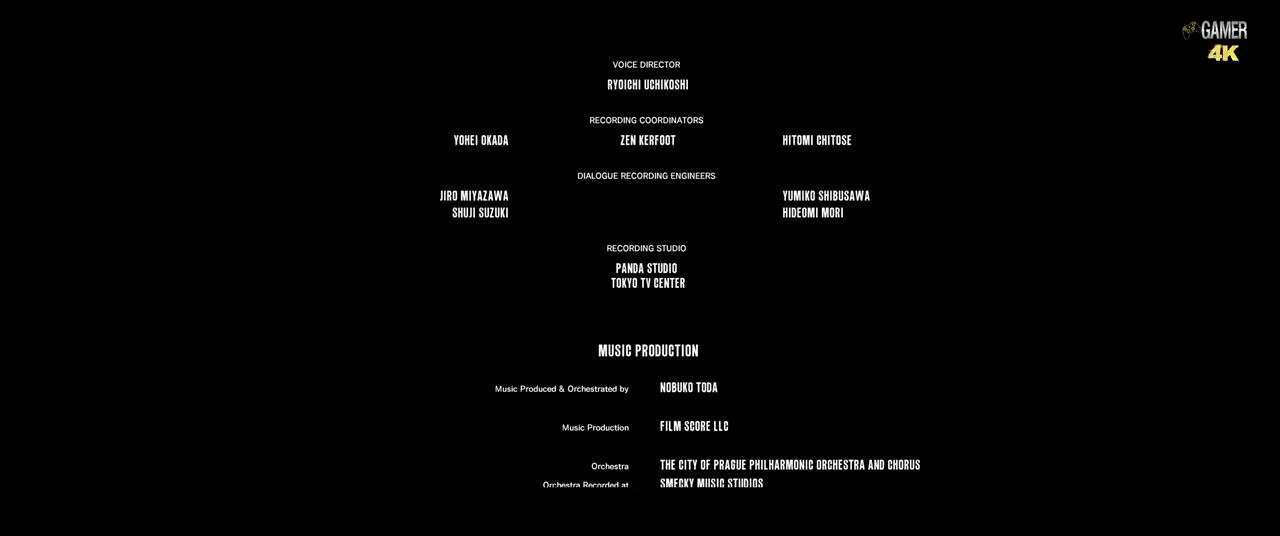 GAMER
4K
VOICE DIRECTOR
RYOICHI UCHIKOSHI
RECORDING COORDINATORS
YOHEI OKADA ZEN KERFOOT HITOMI CHITOSE
DIALOGUE RECORDING ENGINEERS
JIRO MIYAZAWA YUMIKO SHIBUSAWA
SHUJI SUZUKI HIDEOMI MORI
RECORDING STUDIO
PANDA STUDIO
TOKYO TV CENTER
MUSIC PRODUCTION
Music Produced & Orchestrated by NOBUKO TODA
Music Production FILM SCORE LLC
Orchestra THE CITY OF PRAGUE PHILHARMONIC ORCHESTRA AND CHORUS
Orchestra Recorded at SMECKY MUSIC STUDIOS